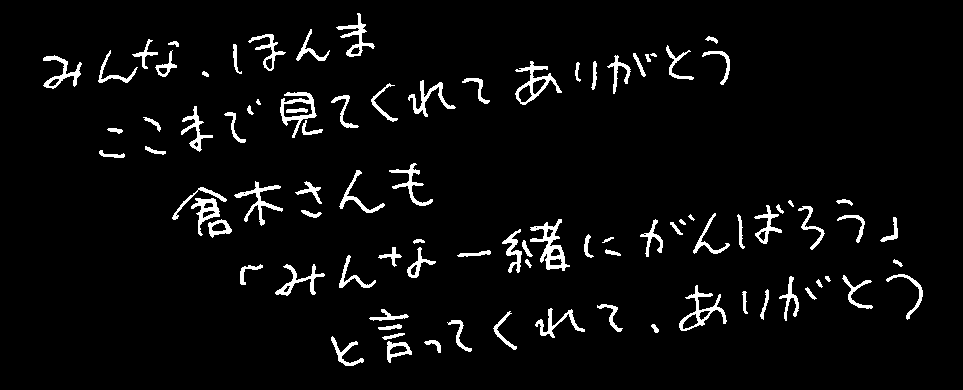 みんな、ほんま
ここまで見てくれてありがとう
倉木さんも
「みんな一緒にがんばろう」
と言ってくれて、ありがとう